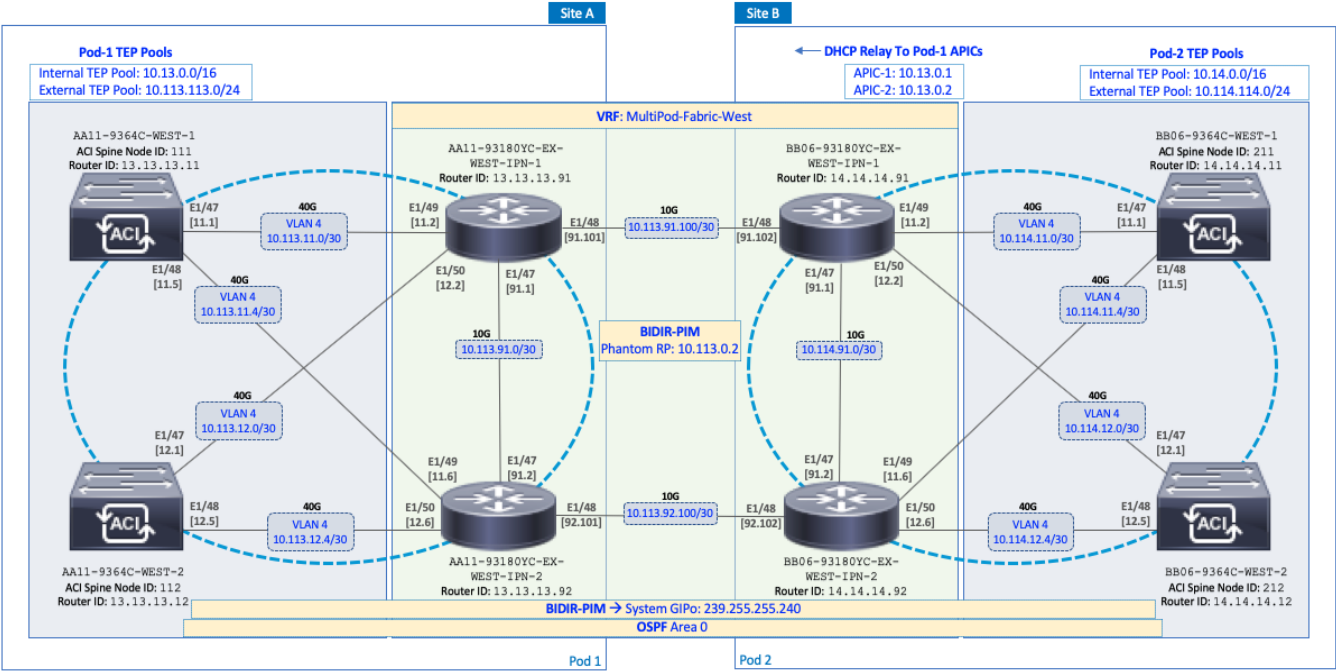 Site A
Site B
Pod-1 TEP Pools
Internal TEP Pool: 10.13.0.0/16
External TEP Pool: 10.113.113.0/24
DHCP Relay To Pod-1 APICs
APIC-1: 10.13.0.1
APIC-2: 10.13.0.2
Pod-2 TEP Pools
Internal TEP Pool: 10.14.0.0/16
External TEP Pool: 10.114.114.0/24
VRF: MultiPod-Fabric-West
AA11-9364C-WEST-1
ACI Spine Node ID: 111
Router ID: 13.13.13.11
AA11-93180YC-EX-
WEST-IPN-1
Router ID: 13.13.13.91
BB06-93180YC-EX-
WEST-IPN-1
Router ID: 14.14.14.91
BB06-9364C-WEST-1
ACI Spine Node ID: 211
Router ID: 14.14.14.11
ACI
E1/47
[11.1]
40G
VLAN 4
10.113.11.0/30
E1/49
[11.2]
E1/48
[91.101]
10G
10.113.91.100/30
E1/48
[91.102]
E1/49
[11.2]
40G
VLAN 4
10.114.11.0/30
E1/47
[11.1]
ACI
E1/48
[11.5]
40G
VLAN 4
10.113.11.4/30
E1/50
[12.2]
E1/47
[91.1]
E1/47
[91.1]
E1/50
[12.2]
40G
VLAN 4
10.114.11.4/30
E1/48
[11.5]
10G
10.113.91.0/30
BIDIR-PIM
Phantom RP: 10.113.0.2
10G
10.114.91.0/30
40G
VLAN 4
10.113.12.0/30
40G
VLAN 4
10.114.12.0/30
E1/47
[12.1]
E1/49
[11.6]
E1/47
[91.2]
E1/47
[91.2]
E1/49
[11.6]
E1/47
[12.1]
ACI
E1/48
[12.5]
40G
VLAN 4
10.113.12.4/30
E1/50
[12.6]
E1/48
[92.101]
10G
10.113.92.100/30
E1/48
[92.102]
E1/50
[12.6]
40G
VLAN 4
10.114.12.4/30
E1/48
[12.5]
ACI
AA11-9364C-WEST-2
ACI Spine Node ID: 112
Router ID: 13.13.13.12
AA11-93180YC-EX-
WEST-IPN-2
Router ID: 13.13.13.92
BB06-93180YC-EX-
WEST-IPN-2
Router ID: 14.14.14.92
BB06-9364C-WEST-2
ACI Spine Node ID: 212
Router ID: 14.14.14.12
BIDIR-PIM → System GIPo: 239.255.255.240
OSPF Area 0
Pod 1
Pod 2